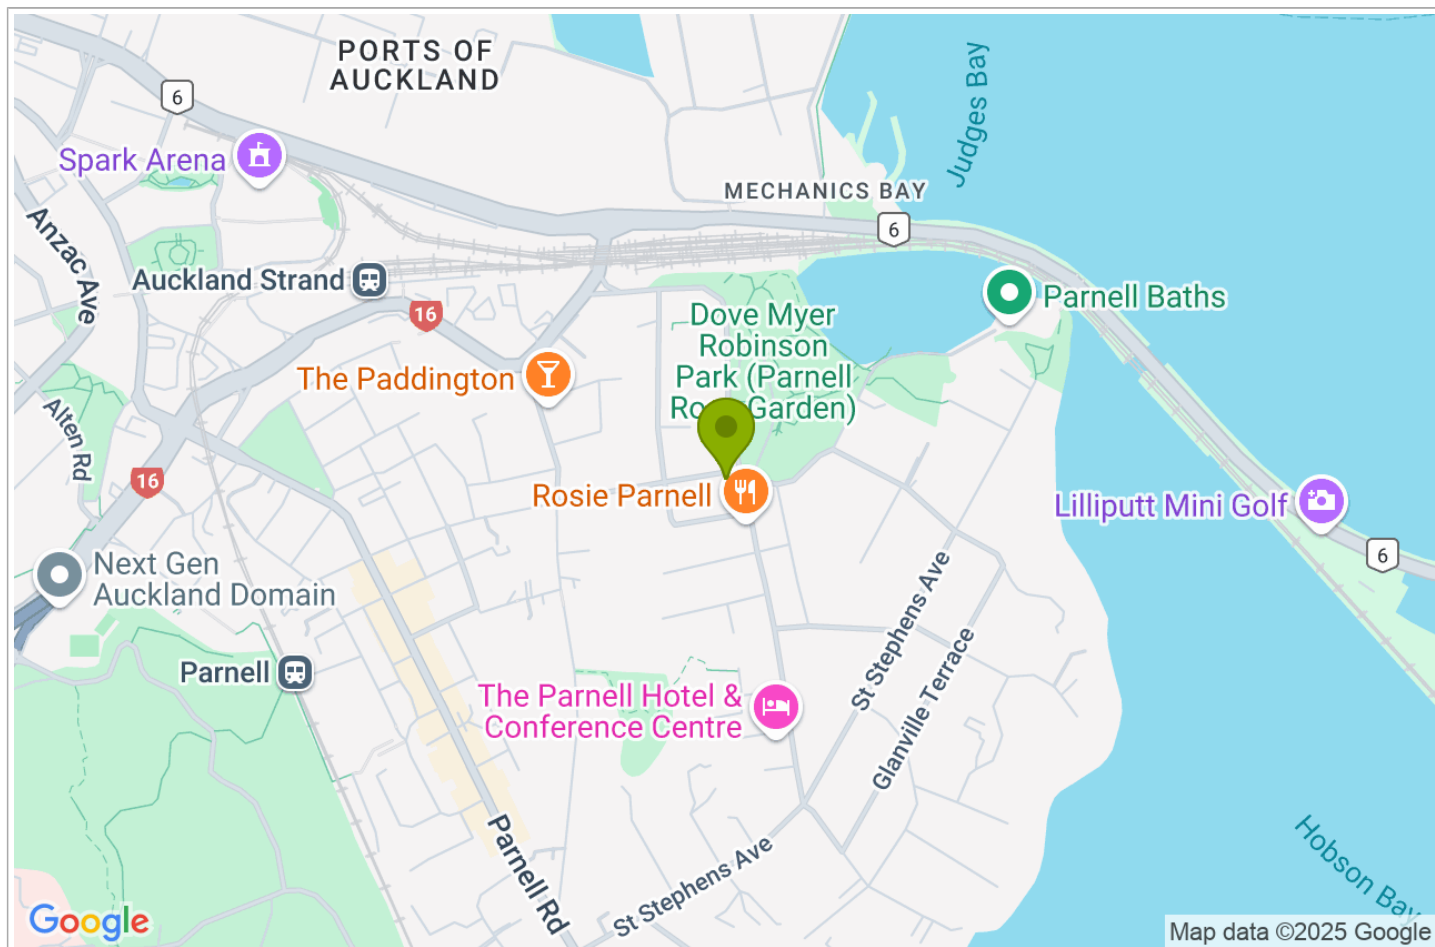 PORTS OF
AUCKLAND
6
Spark Arena
Judges Bay
MECHANICS BAY
6
Anzac Ave
Auckland Strand
16
Parnell Baths
Dove Myer
Robinson
Park (Parnell
Garden)
The Paddington
Alten Rd
16
Rosie Parnell
Lilliputt Mini Golf
6
Next Gen
Auckland Domain
St Stephens Ave
Glanville Terrace
Parnell
The Parnell Hotel &
Conference Centre
Parnell Rd
St Stephens Ave
Hobson Bay
Google
Map data ©2025 Google